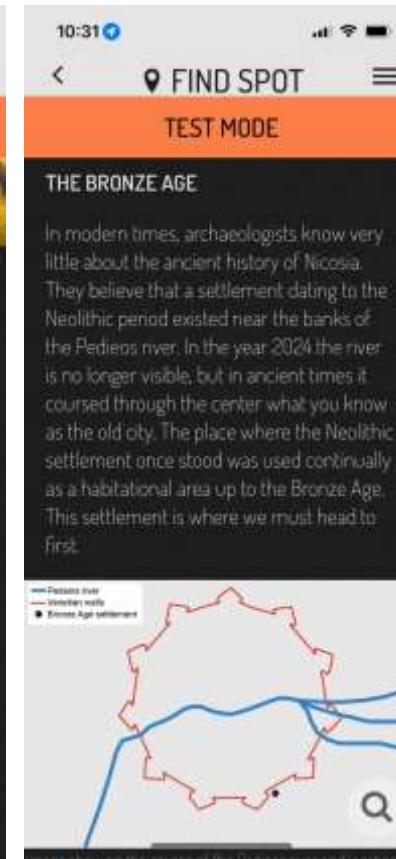 10:31
FIND SPOT
TEST MODE
THE BRONZE AGE
In modern times, archaeologists know very
little about the ancient history of Nicosia.
They believe that a settlement dating to the
Neolithic period existed near the banks of
the Pedieos river. In the year 2024 the river
is no longer visible, but in ancient times it
coursed through the center what you know
as the old city. The place where the Neolithic
settlement once stood was used continually
as a habitational area up to the Bronze Age.
This settlement is where we must head to
first.
Pedieos river
Venetian walls
Bronze Age settlement